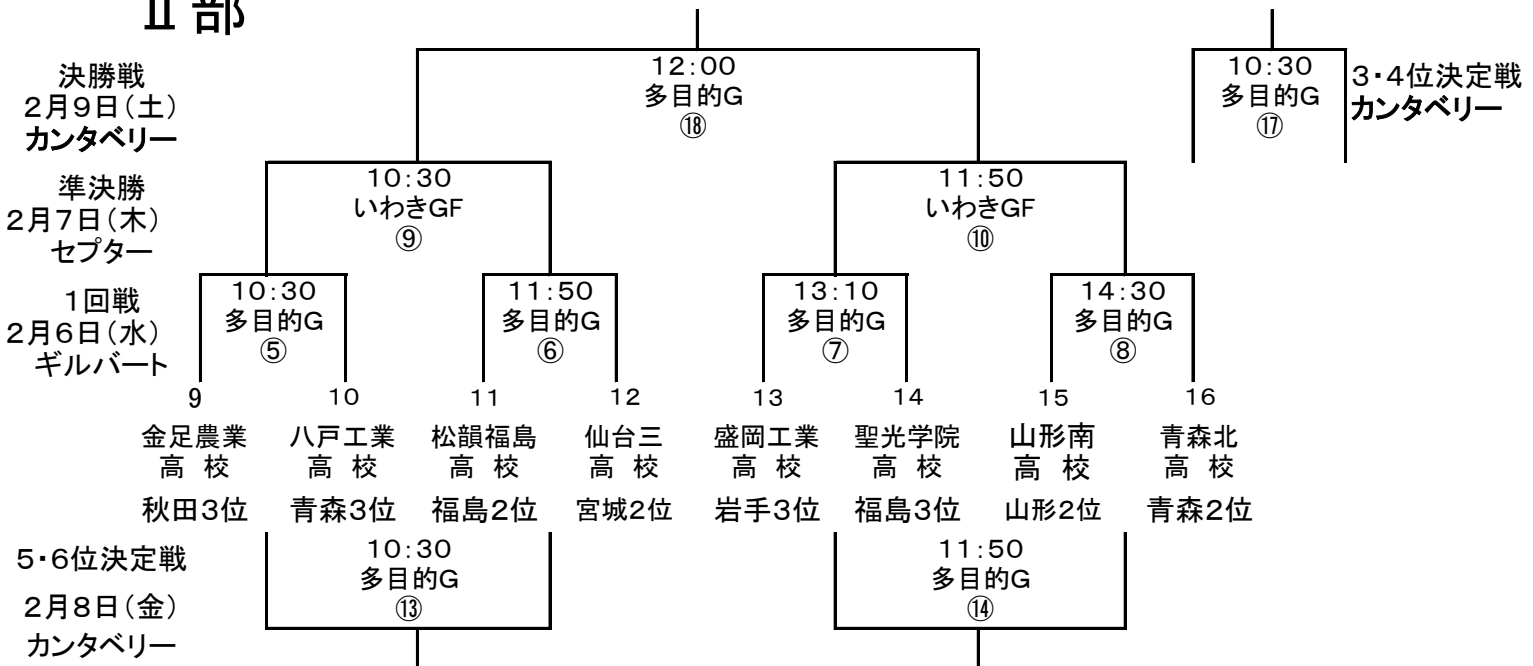 Ⅱ部
決勝戦
2月9日(土)
カンタベリー
12:00
多目的G
⑱
10:30
多目的G
⑰
3・4位決定戦
カンタベリー
準決勝
2月7日(木)
セプター
10:30
いわきGF
⑨
11:50
いわきGF
⑩
1回戦
2月6日(水)
ギルバート
10:30
多目的G
⑤
11:50
多目的G
⑥
13:10
多目的G
⑦
14:30
多目的G
⑧
9 10 11 12 13 14 15 16
金足農業 八戸工業 松韻福島 仙台三 盛岡工業 聖光学院 山形南 青森北
高 校 高 校 高 校 高 校 高 校 高 校 高 校 高 校
秋田3位 青森3位 福島2位 宮城2位 岩手3位 福島3位 山形2位 青森2位
5・6位決定戦
2月8日(金)
カンタベリー
10:30
多目的G
⑬
11:50
多目的G
⑭